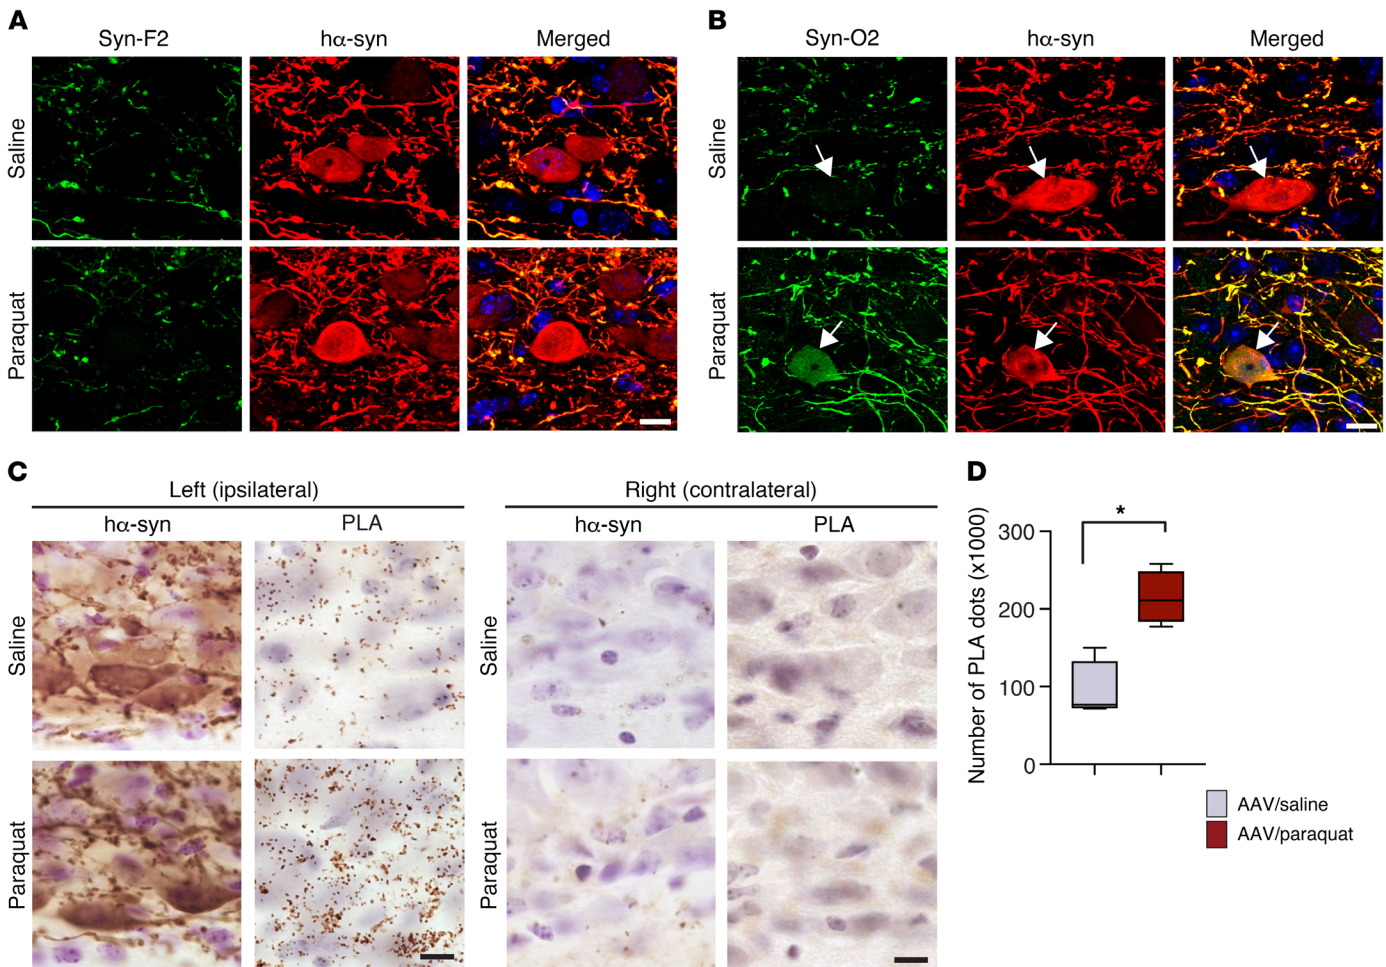 A
Syn-F2 hα-syn Merged
Saline
Paraquat
B
Syn-O2 hα-syn Merged
Saline
Paraquat
C
Left (ipsilateral) Right (contralateral)
hα-syn PLA hα-syn PLA
Saline Saline
Paraquat Paraquat
D
Number of PLA dots (x1000)
300
200
100
0
*
AAV/saline
AAV/paraquat